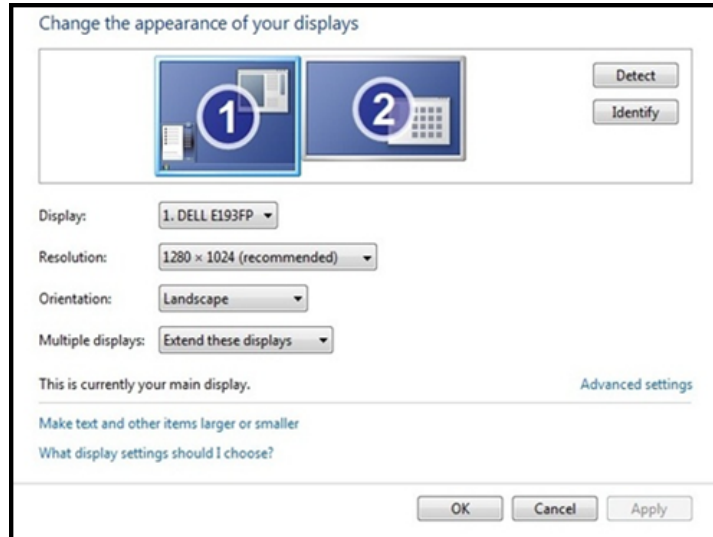 Change the appearance of your displays
1
2
Detect
Identify
Display: 1. DELL E193FP
Resolution: 1280 × 1024 (recommended)
Orientation: Landscape
Multiple displays: Extend these displays
This is currently your main display. Advanced settings
Make text and other items larger or smaller
What display settings should I choose?
OK Cancel Apply